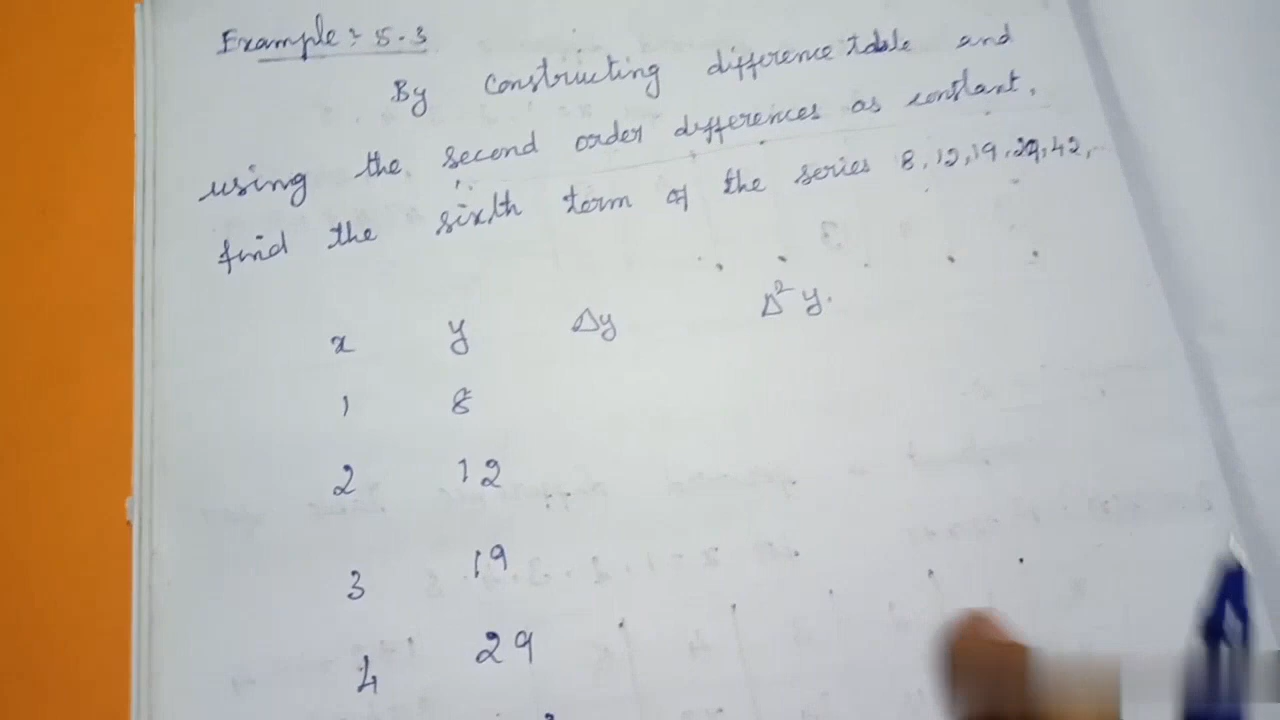 Example: 5.3
By constructing difference table and
using the second order differences as constant,
find the sixth term of the series 8, 12, 19, 29, 42,..
x y Δy Δ² y.
1 8
2 12
3 19
4 29